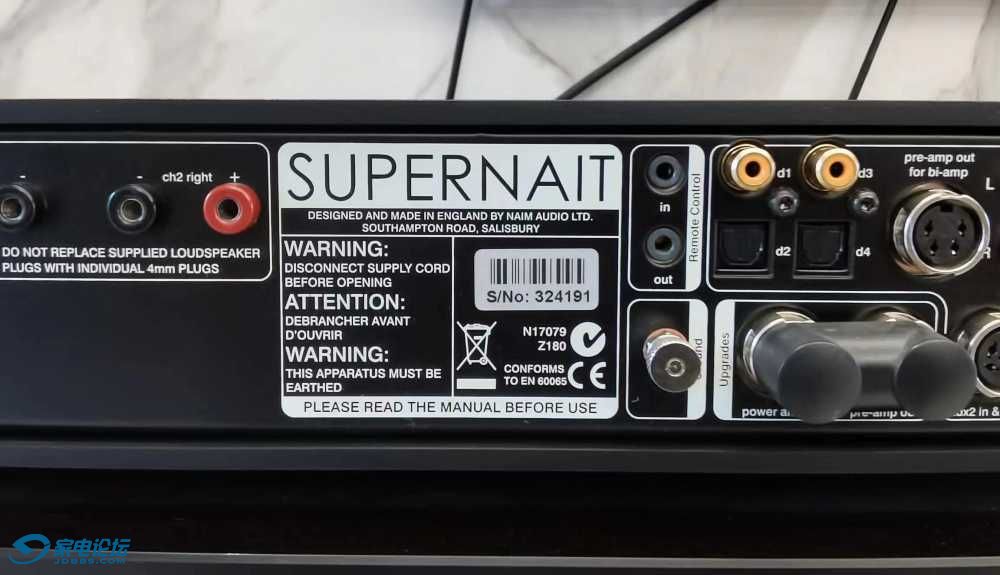 -
-
ch2 right
+
DO NOT REPLACE SUPPLIED LOUDSPEAKER
PLUGS WITH INDIVIDUAL 4mm PLUGS
SUPERNAIT
DESIGNED AND MADE IN ENGLAND BY NAIM AUDIO LTD.
SOUTHAMPTON ROAD, SALISBURY
WARNING:
DISCONNECT SUPPLY CORD
BEFORE OPENING
ATTENTION:
DEBRANCHER AVANT
D'OUVRIR
WARNING:
THIS APPARATUS MUST BE
EARTHED
S/No: 324191
N17079
Z180
CONFORMS
TO EN 60065
CE
PLEASE READ THE MANUAL BEFORE USE
in
out
Remote Control
d1
d3
d2
d4
pre-amp out
for bi-amp
L
R
Upgrades
power
pre-amp
in &
家电论坛
JDBBS.COM